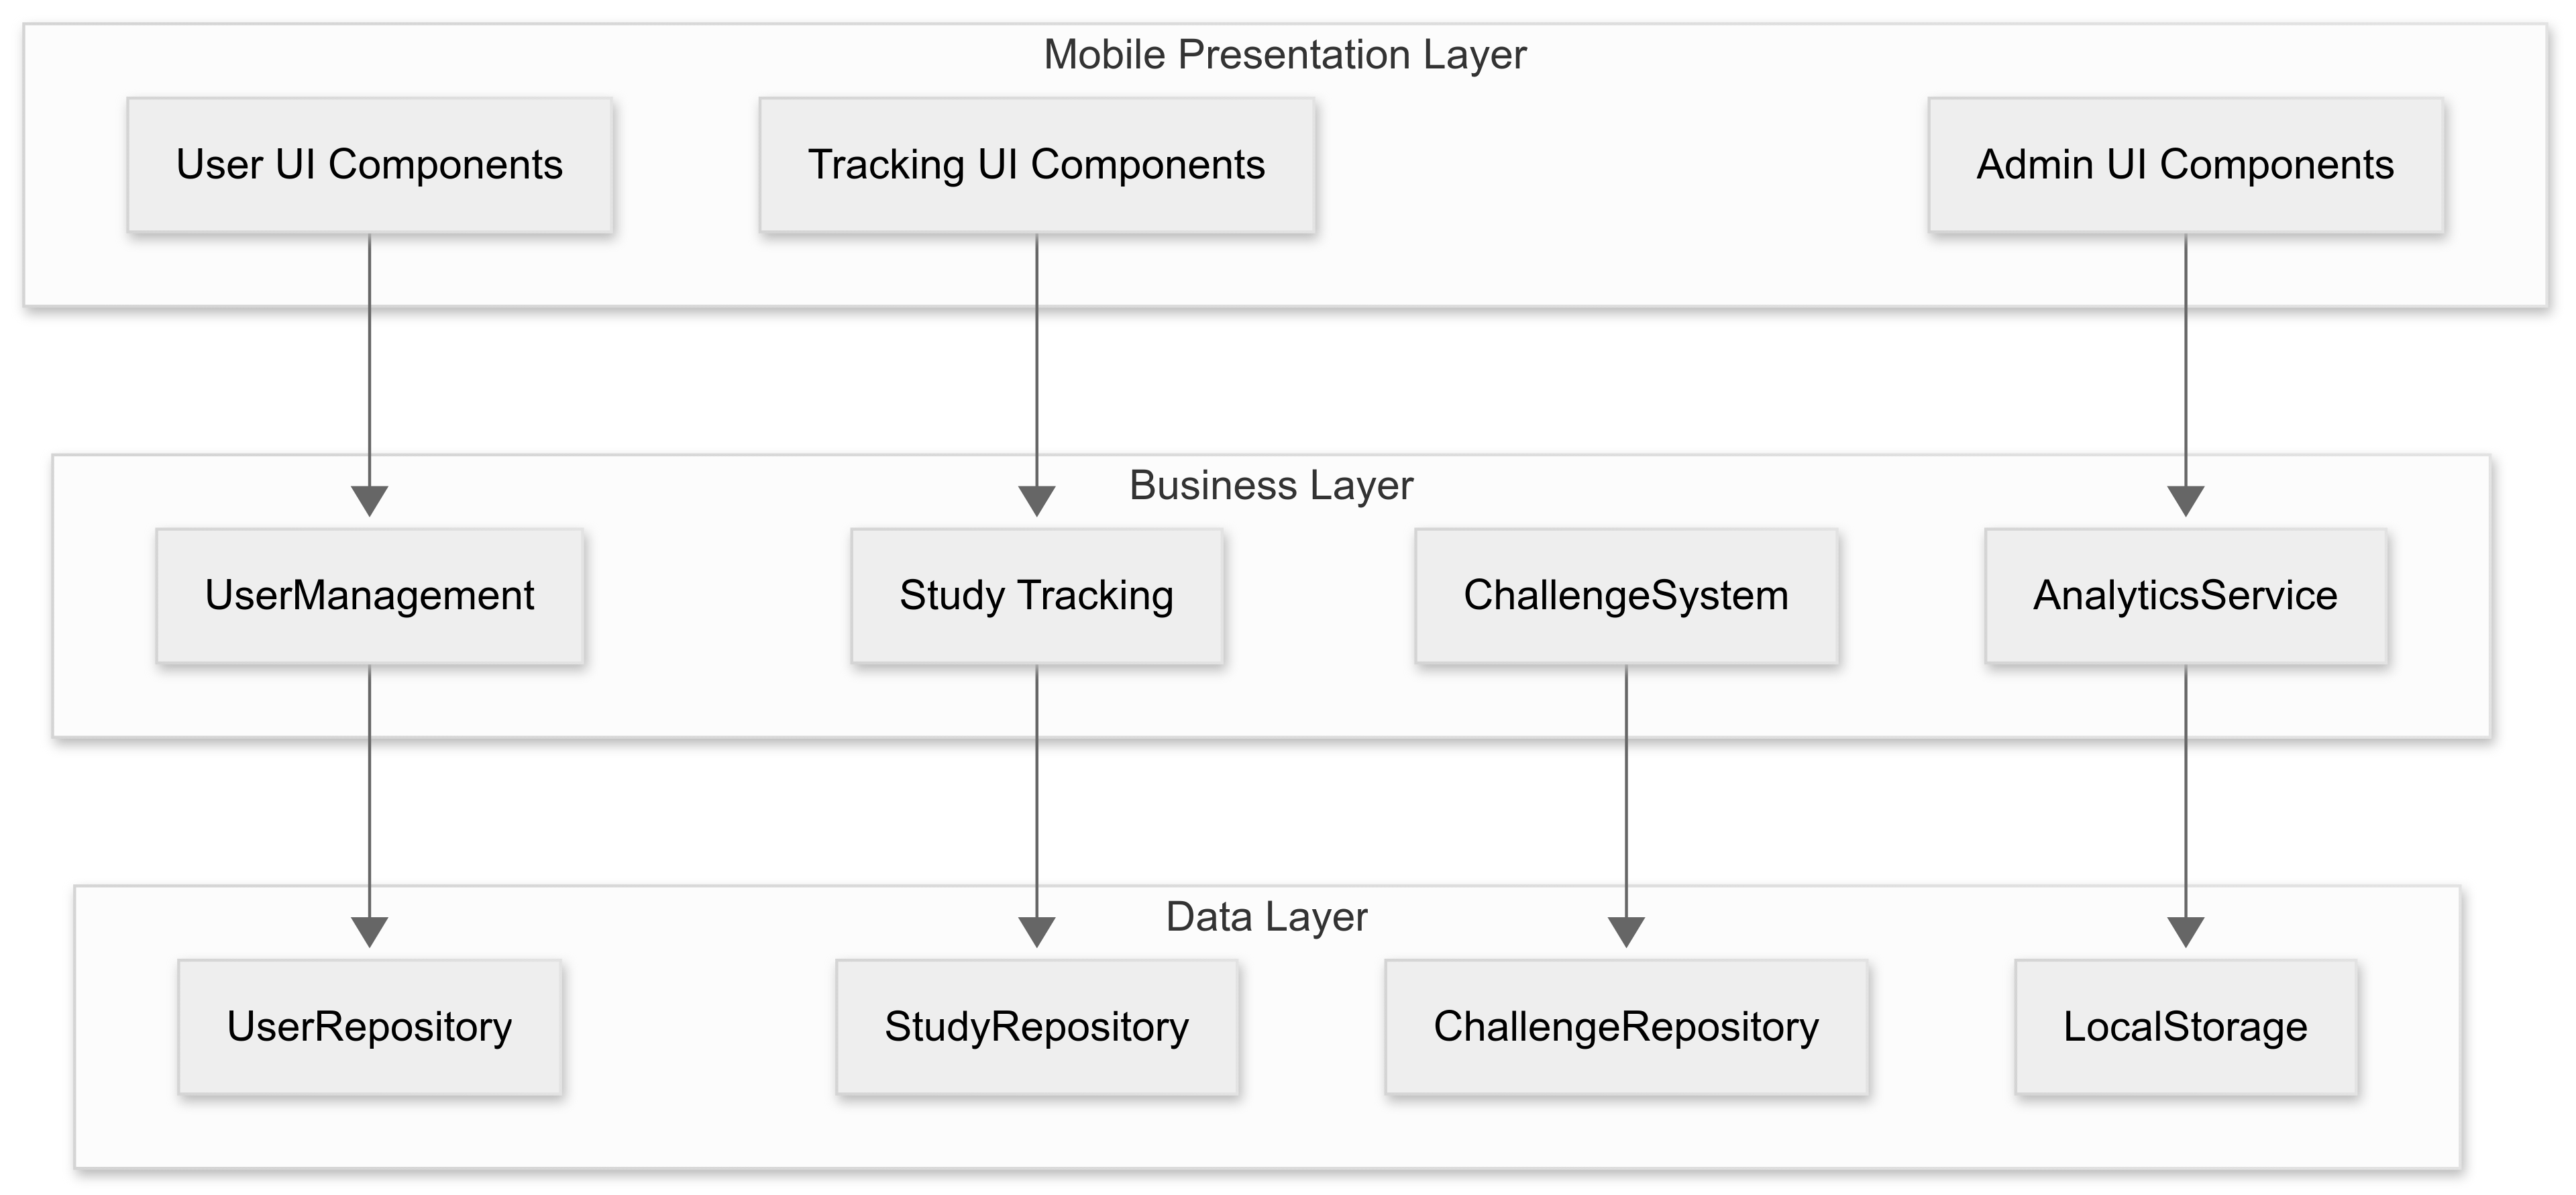 Mobile Presentation Layer
User UI Components
Tracking UI Components
Admin UI Components
Business Layer
UserManagement
Study Tracking
ChallengeSystem
AnalyticsService
Data Layer
UserRepository
StudyRepository
ChallengeRepository
LocalStorage